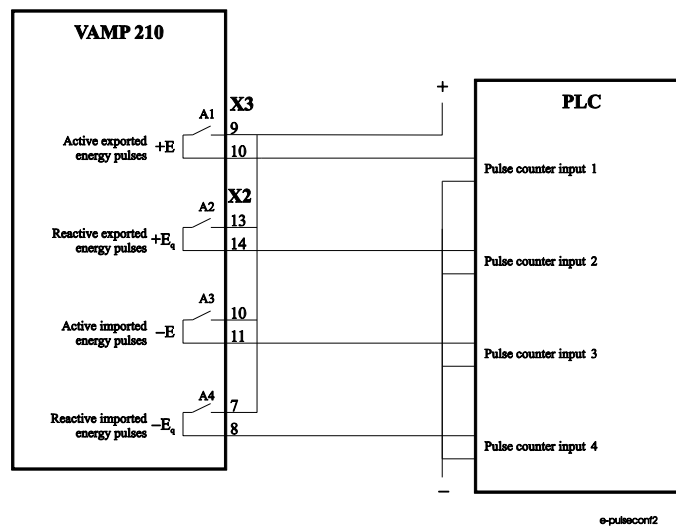 VAMP 210
+
PLC
X3
A1
9
Active exported
energy pulses
+E
10
Pulse counter input 1
X2
A2
13
Reactive exported
energy pulses
+Eq
14
Pulse counter input 2
A3
10
Active imported
energy pulses
–E
11
Pulse counter input 3
A4
7
Reactive imported
energy pulses
–Eq
8
Pulse counter input 4
–
e-pulseconf2